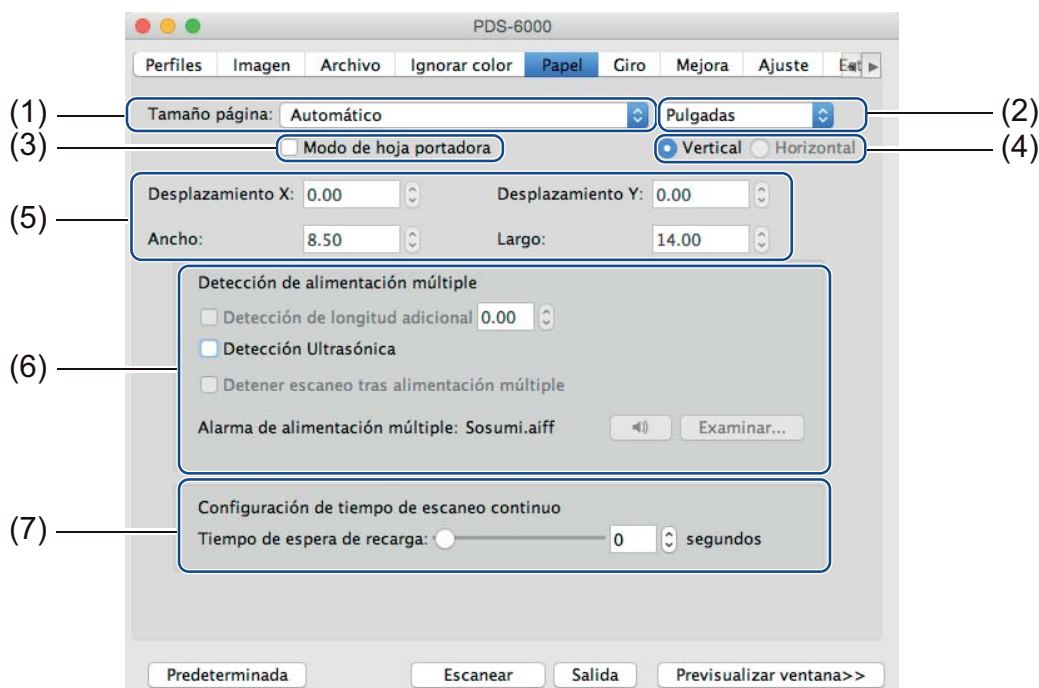 PDS-6000
Perfiles Imagen Archivo Ignorar color Papel Giro Mejora Ajuste
(1) Tamaño página: Automático Pulgadas (2)
(3) Modo de hoja portadora Vertical Horizontal (4)
Desplazamiento X: 0.00 Desplazamiento Y: 0.00
(5)
Ancho: 8.50 Largo: 14.00
Detección de alimentación múltiple
Detección de longitud adicional 0.00
Detección Ultrasónica
(6)
Detener escaneo tras alimentación múltiple
Alarma de alimentación múltiple: Sosumi.aiff Examinar...
Configuración de tiempo de escaneo continuo
(7) Tiempo de espera de recarga: 0 segundos
Predeterminada Escanear Salida Previsualizar ventana>>